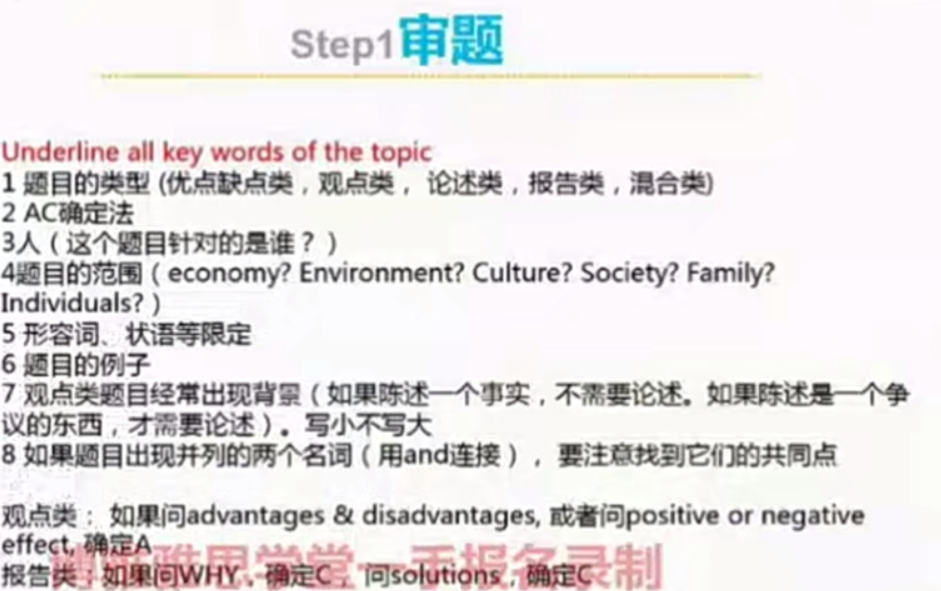 Step1审题
Underline all key words of the topic
1 题目的类型 (优点缺点类，观点类， 论述类，报告类，混合类)
2 AC确定法
3人（这个题目针对的是谁？）
4题目的范围（economy? Environment? Culture? Society? Family?
Individuals?）
5 形容词、状语等限定
6 题目的例子
7 观点类题目经常出现背景（如果陈述一个事实，不需要论述。如果陈述是一个争
议的东西，才需要论述）。写小不写大
8 如果题目出现并列的两个名词（用and连接），要注意找到它们的共同点
观点类： 如果问advantages & disadvantages, 或者问positive or negative
effect, 确定A
雅思学堂一手报名录制
报告类：如果问WHY，确定C， 问solutions，确定C